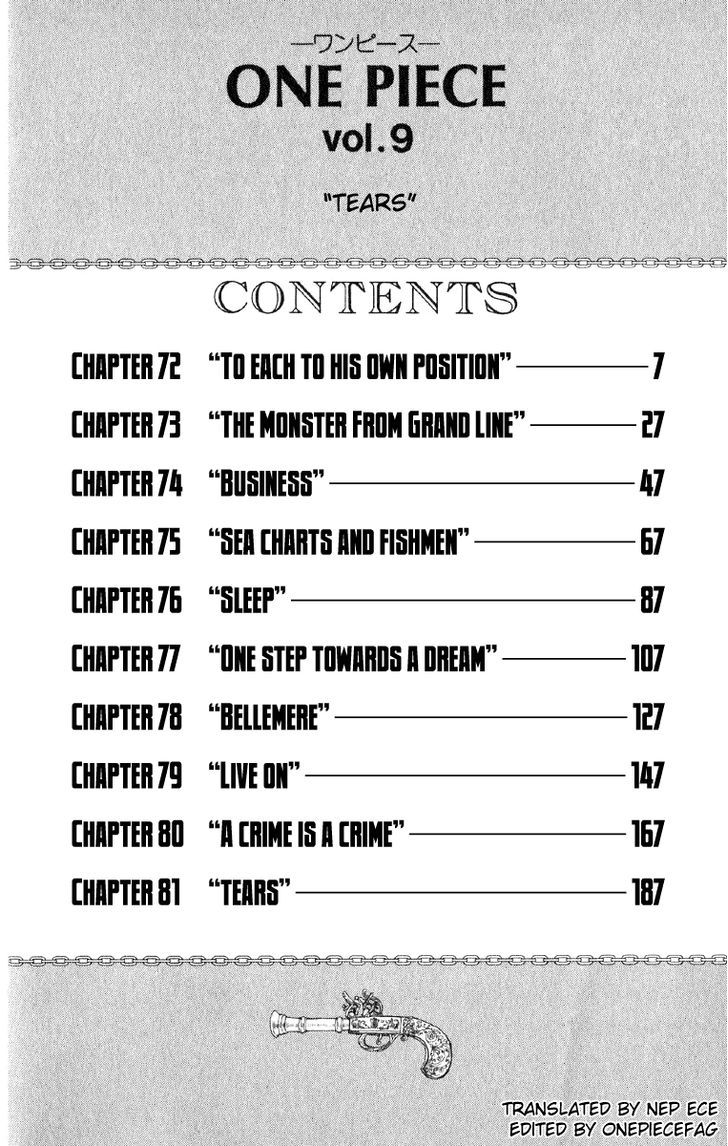 ―ワンピース―
ONE PIECE
vol.9
"TEARS"
CONTENTS
CHAPTER 72 “TO EACH TO HIS OWN POSITION” 7
CHAPTER 73 “THE MONSTER FROM GRAND LINE” 27
CHAPTER 74 “BUSINESS” 47
CHAPTER 75 “SEA CHARTS AND FISHMEN” 67
CHAPTER 76 “SLEEP” 87
CHAPTER 77 “ONE STEP TOWARDS A DREAM” 107
CHAPTER 78 “BELLEMERE” 127
CHAPTER 79 “LIVE ON” 147
CHAPTER 80 “A CRIME IS A CRIME” 167
CHAPTER 81 “TEARS” 187
TRANSLATED BY NEP ECE
EDITED BY ONEPIECEFAG